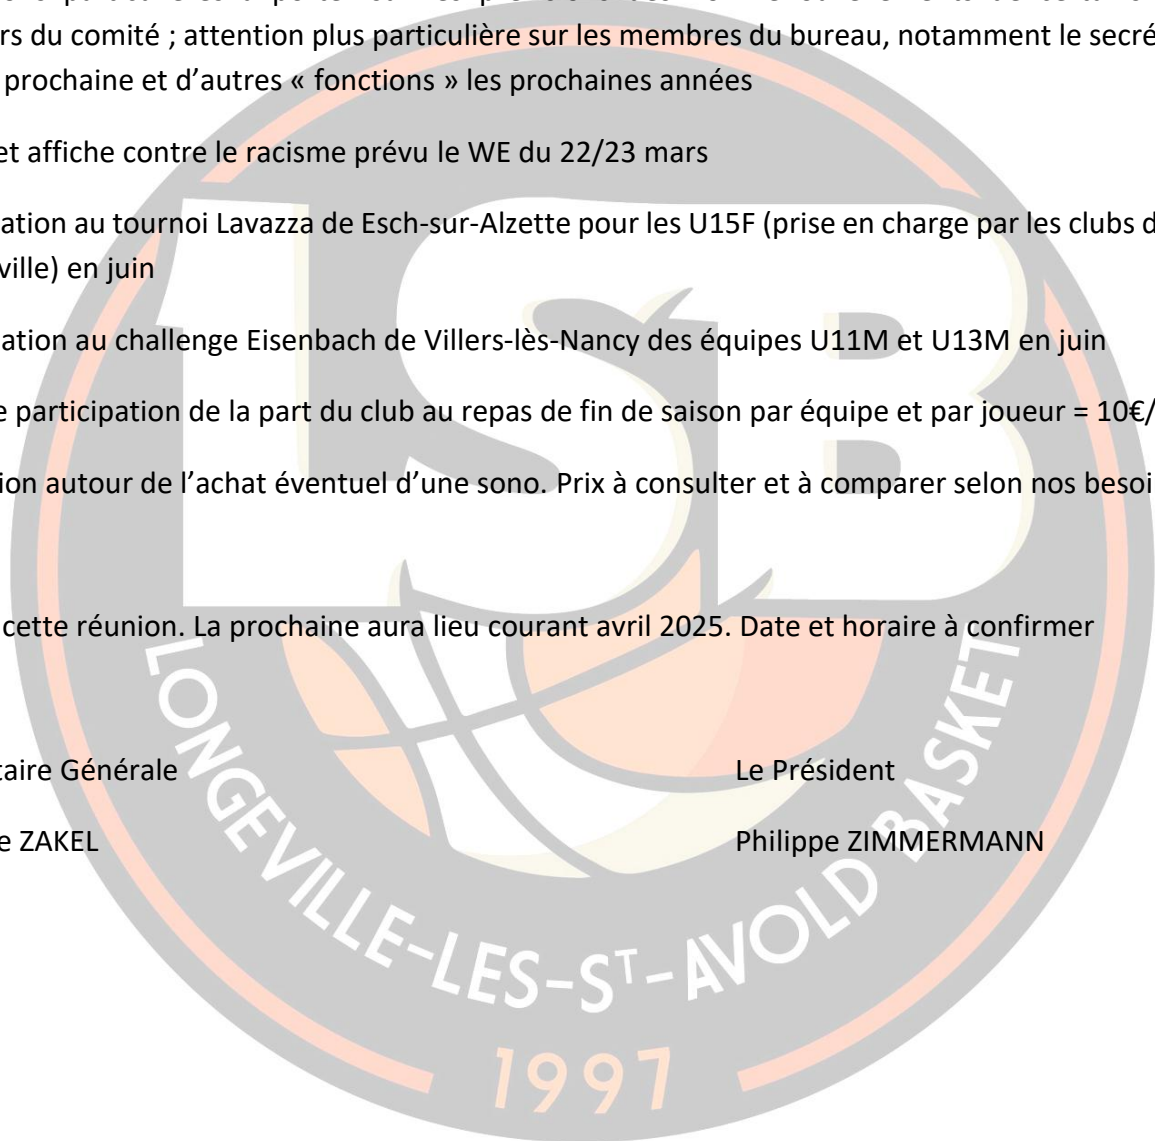 rs du comité ; attention plus particulière sur les membres du bureau, notamment le secré
prochaine et d'autres « fonctions » les prochaines années
et affiche contre le racisme prévu le WE du 22/23 mars
ation au tournoi Lavazza de Esch-sur-Alzette pour les U15F (prise en charge par les clubs d
ville) en juin
ation au challenge Eisenbach de Villers-lès-Nancy des équipes U11M et U13M en juin
e participation de la part du club au repas de fin de saison par équipe et par joueur = 10€/
ion autour de l'achat éventuel d'une sono. Prix à consulter et à comparer selon nos besoi
cette réunion. La prochaine aura lieu courant avril 2025. Date et horaire à confirmer
taire Générale Le Président
e ZAKEL Philippe ZIMMERMANN
LSB
LONGEVILLE-LES-ST-AVOLD BASKET
1997